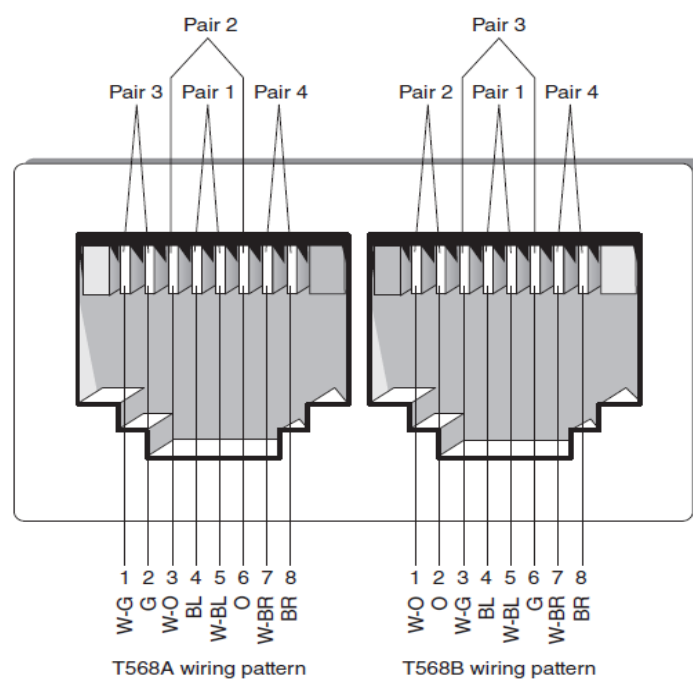 Pair 2 Pair 3
Pair 3 Pair 1 Pair 4 Pair 2 Pair 1 Pair 4
1 2 3 4 5 6 7 8 1 2 3 4 5 6 7 8
W-G G W-O BL W-BL O W-BR BR W-O O W-G BL W-BL G W-BR BR
T568A wiring pattern T568B wiring pattern